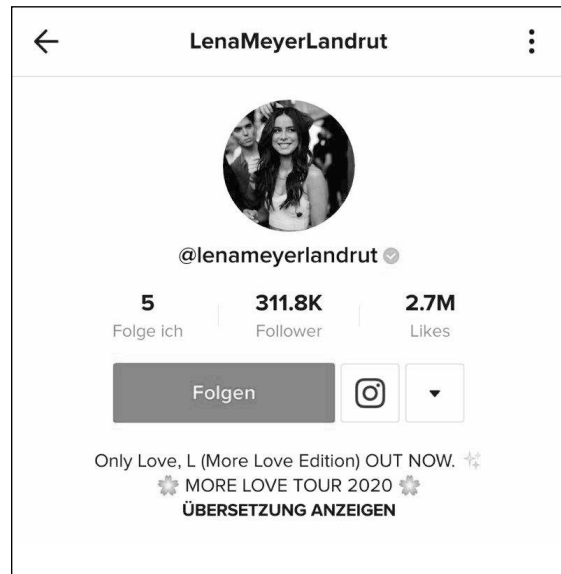 LenaMeyerLandrut
@lenameyerlandrut
5 311.8K 2.7M
Folge ich Follower Likes
Folgen
Only Love, L (More Love Edition) OUT NOW. ✨
🌸 MORE LOVE TOUR 2020 🌸
ÜBERSETZUNG ANZEIGEN